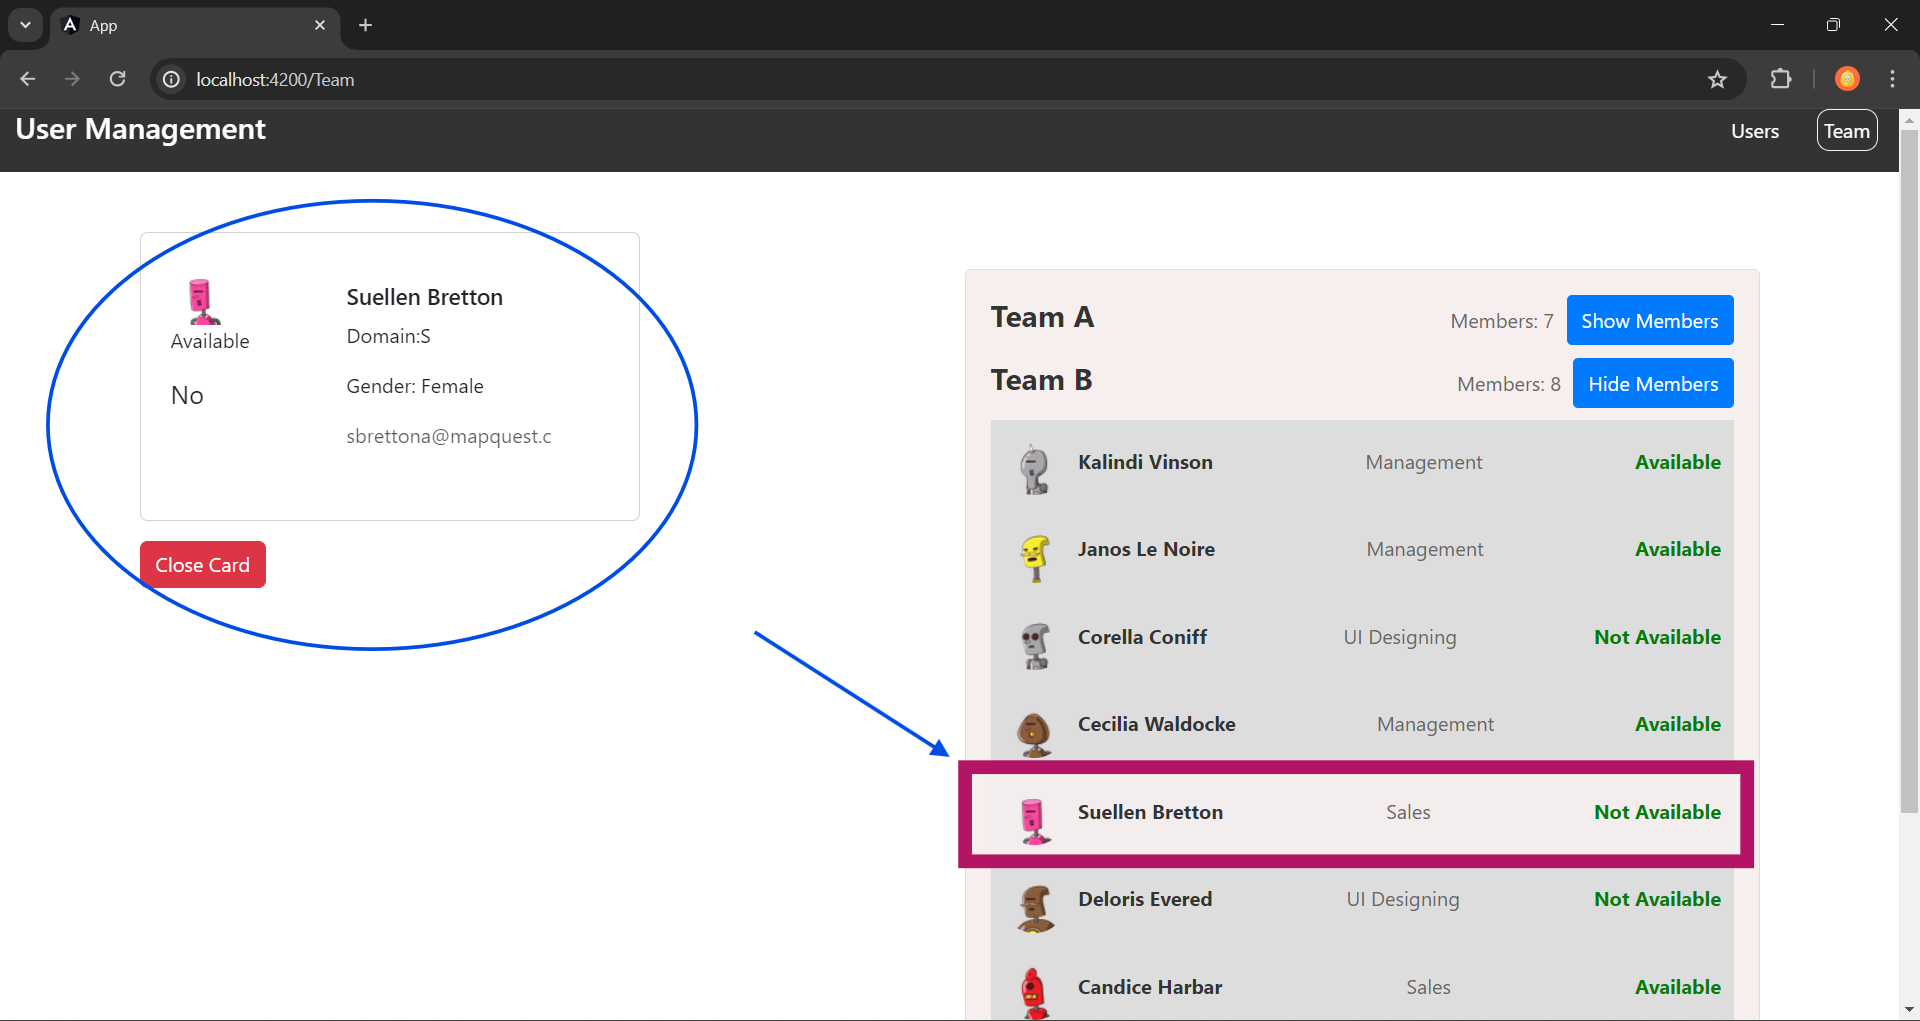 App
localhost:4200/Team
User Management
Users
Team
Suellen Bretton
Available
Domain:S
No
Gender: Female
sbrettona@mapquest.c
Close Card
Team A
Members: 7
Show Members
Team B
Members: 8
Hide Members
Kalindi Vinson Management Available
Janos Le Noire Management Available
Corella Coniff UI Designing Not Available
Cecilia Waldocke Management Available
Suellen Bretton Sales Not Available
Deloris Evered UI Designing Not Available
Candice Harbar Sales Available